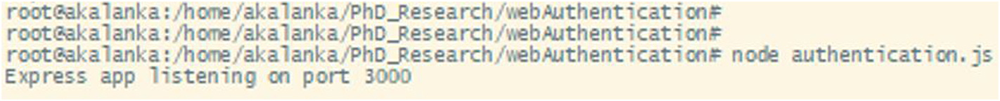 root@akalanka:/home/akalanka/PhD_Research/webAuthentication#
root@akalanka:/home/akalanka/PhD_Research/webAuthentication#
root@akalanka:/home/akalanka/PhD_Research/webAuthentication# node authentication.js
Express app listening on port 3000